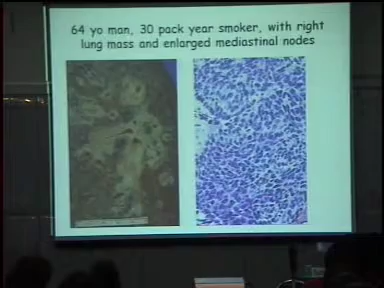 64 yo man, 30 pack year smoker, with right
lung mass and enlarged mediastinal nodes